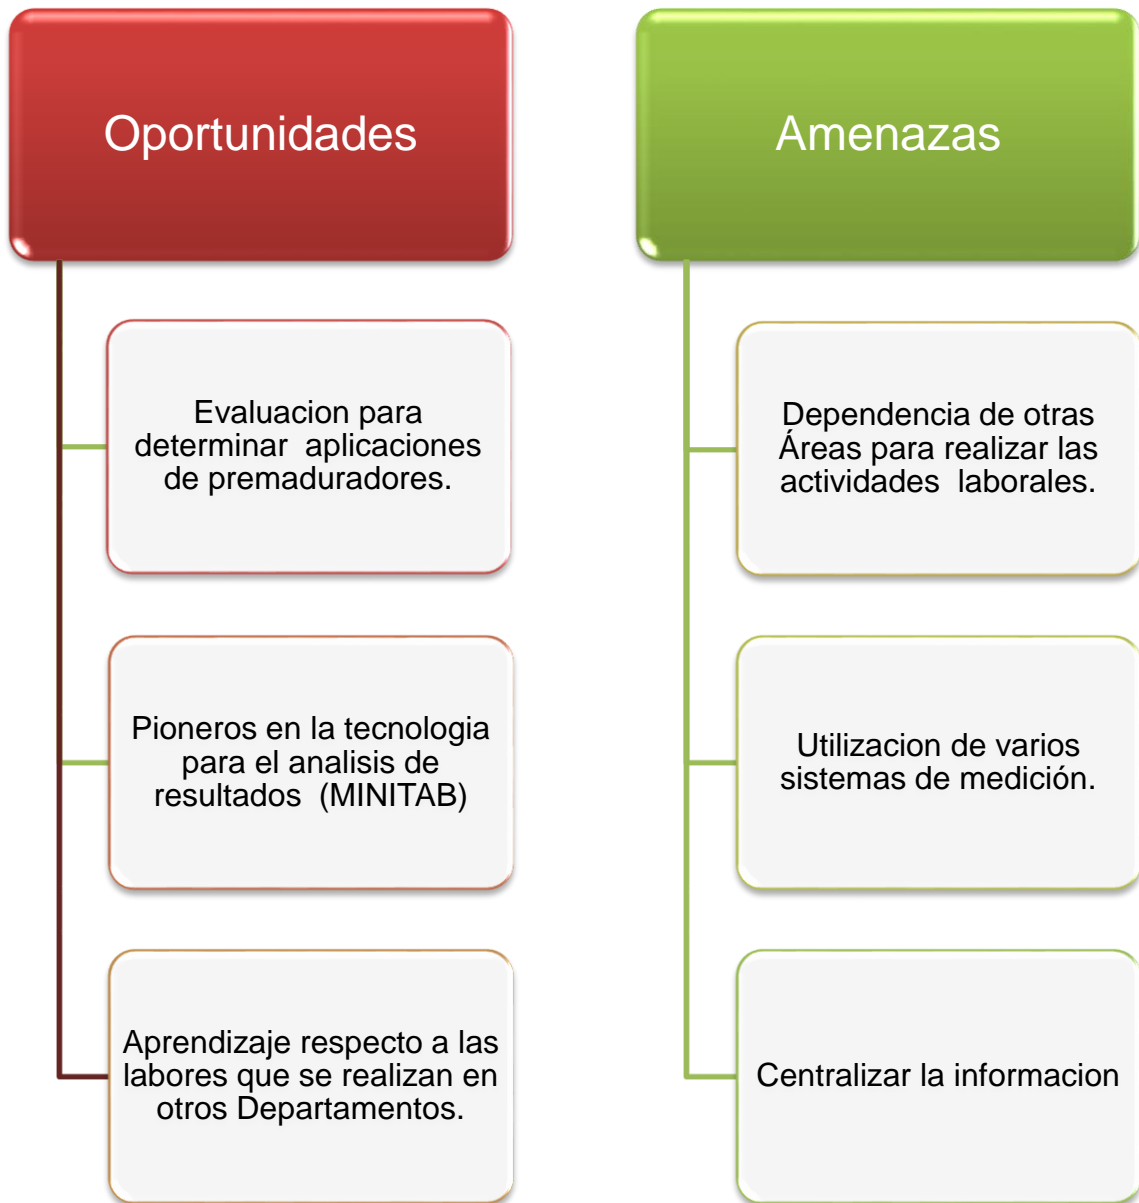 Oportunidades
Evaluacion para
determinar aplicaciones
de premaduradores.
Pioneros en la tecnologia
para el analisis de
resultados (MINITAB)
Aprendizaje respecto a las
labores que se realizan en
otros Departamentos.
Amenazas
Dependencia de otras
Áreas para realizar las
actividades laborales.
Utilizacion de varios
sistemas de medición.
Centralizar la informacion